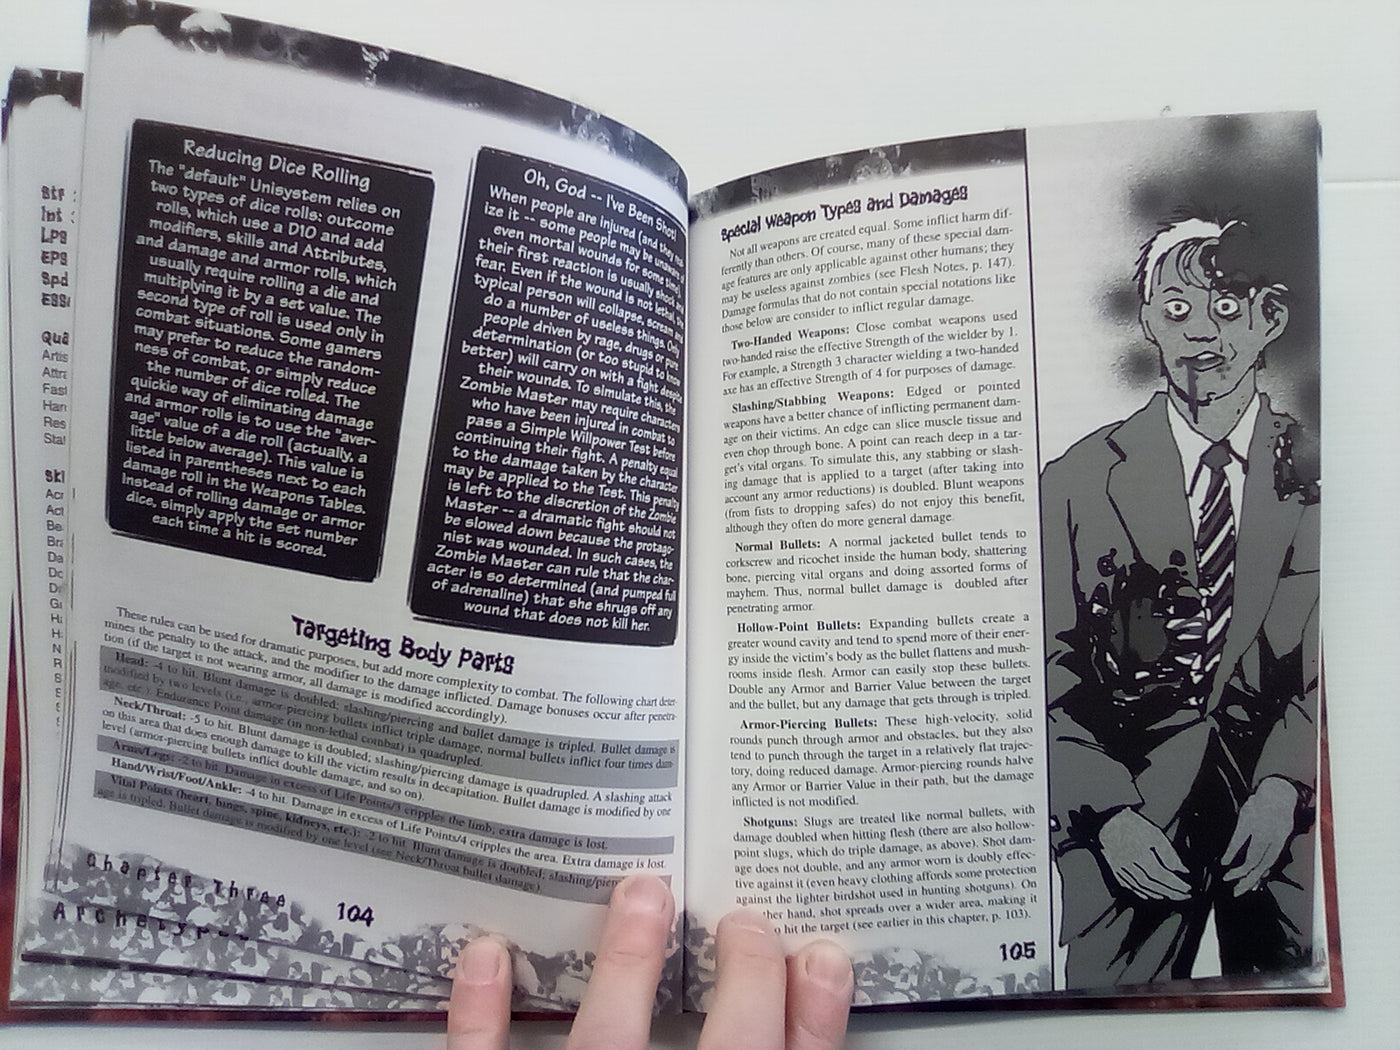 Str
Int
LPs
EPs
Spd
Esse
Qua
Artis
Attra
Fast
Han
Res
Stat
Ski
Acr
Act
Be
Bra
Da
Do
Reducing Dice Rolling
The "default" Unisystem relies on
two types of dice rolls: outcome
rolls, which use a D10 and add
modifiers, skills and Attributes,
and damage and armor rolls, which
usually require rolling a die and
multiplying it by a set value. The
second type of roll is used only in
combat situations. Some gamers
may prefer to reduce the random-
ness of combat, or simply reduce
the number of dice rolled. The
quickie way of eliminating damage
and armor rolls is to use the "aver-
age" value of a die roll (actually, a
little below average). This value is
listed in parentheses next to each
damage roll in the Weapons Tables.
Instead of rolling damage or armor
dice, simply apply the set number
each time a hit is scored.
Oh, God -- I've Been Shot!
When people are injured (and they
ize it -- some people may be unaware of
even mortal wounds for some time),
their first reaction is usually shock and
fear. Even if the wound is not lethal, the
typical person will collapse, scream and
do a number of useless things. Only
people driven by rage, drugs or pure
determination (or too stupid to know
better) will carry on with a fight despite
their wounds. To simulate this, the
Zombie Master may require characters
who have been injured in combat to
pass a Simple Willpower Test before
continuing their fight. A penalty equal
to the damage taken by the character
may be applied to the Test. This penalty
is left to the discretion of the Zombie
Master -- a dramatic fight should not
be slowed down because the protago-
nist was wounded. In such cases, the
Zombie Master can rule that the char-
acter is so determined (and pumped full
of adrenaline) that she shrugs off any
wound that does not kill her.
Targeting Body Parts
These rules can be used for dramatic purposes, but add more complexity to combat. The following chart deter-
mines the penalty to the attack, and the modifier to the damage inflicted. Damage bonuses occur after penetra-
tion (if the target is not wearing armor, all damage is modified accordingly).
Head: -4 to hit. Blunt damage is doubled; slashing/piercing and bullet damage is tripled. Bullet damage is
modified by two levels (i.e., armor-piercing bullets inflict triple damage, normal bullets inflict four times dam-
age, etc.). Endurance Point damage (in non-lethal combat) is quadrupled.
Neck/Throat: -5 to hit. Blunt damage is doubled; slashing/piercing damage is quadrupled. A slashing attack
on this area that does enough damage to kill the victim results in decapitation. Bullet damage is modified by one
level (armor-piercing bullets inflict double damage, and so on).
Arms/Legs: -2 to hit. Damage in excess of Life Points/3 cripples the limb, extra damage is lost.
Hand/Wrist/Foot/Ankle: -4 to hit. Damage in excess of Life Points/4 cripples the area. Extra damage is lost.
Vital Points (heart, lungs, spine, kidneys, etc.): -2 to hit. Blunt damage is doubled; slashing/pier
age is tripled. Bullet damage is modified by one level (see Neck/Throat bullet damage).
Chapter Three
104
Archetyp
Special Weapon Types and Damages
Not all weapons are created equal. Some inflict harm dif-
ferently than others. Of course, many of these special dam-
age features are only applicable against other humans; they
may be useless against zombies (see Flesh Notes, p. 147).
Damage formulas that do not contain special notations like
those below are consider to inflict regular damage.
Two-Handed Weapons: Close combat weapons used
two-handed raise the effective Strength of the wielder by 1.
For example, a Strength 3 character wielding a two-handed
axe has an effective Strength of 4 for purposes of damage.
Slashing/Stabbing Weapons: Edged or pointed
weapons have a better chance of inflicting permanent dam-
age on their victims. An edge can slice muscle tissue and
even chop through bone. A point can reach deep in a tar-
get's vital organs. To simulate this, any stabbing or slash-
ing damage that is applied to a target (after taking into
account any armor reductions) is doubled. Blunt weapons
(from fists to dropping safes) do not enjoy this benefit,
although they often do more general damage.
Normal Bullets: A normal jacketed bullet tends to
corkscrew and ricochet inside the human body, shattering
bone, piercing vital organs and doing assorted forms of
mayhem. Thus, normal bullet damage is doubled after
penetrating armor.
Hollow-Point Bullets: Expanding bullets create a
greater wound cavity and tend to spend more of their ener-
gy inside the victim's body as the bullet flattens and mush-
rooms inside flesh. Armor can easily stop these bullets.
Double any Armor and Barrier Value between the target
and the bullet, but any damage that gets through is tripled.
Armor-Piercing Bullets: These high-velocity, solid
rounds punch through armor and obstacles, but they also
tend to punch through the target in a relatively flat trajec-
tory, doing reduced damage. Armor-piercing rounds halve
any Armor or Barrier Value in their path, but the damage
inflicted is not modified.
Shotguns: Slugs are treated like normal bullets, with
damage doubled when hitting flesh (there are also hollow-
point slugs, which do triple damage, as above). Shot dam-
age does not double, and any armor worn is doubly effec-
tive against it (even heavy clothing affords some protection
against the lighter birdshot used in hunting shotguns). On
ther hand, shot spreads over a wider area, making it
o hit the target (see earlier in this chapter, p. 103).
105